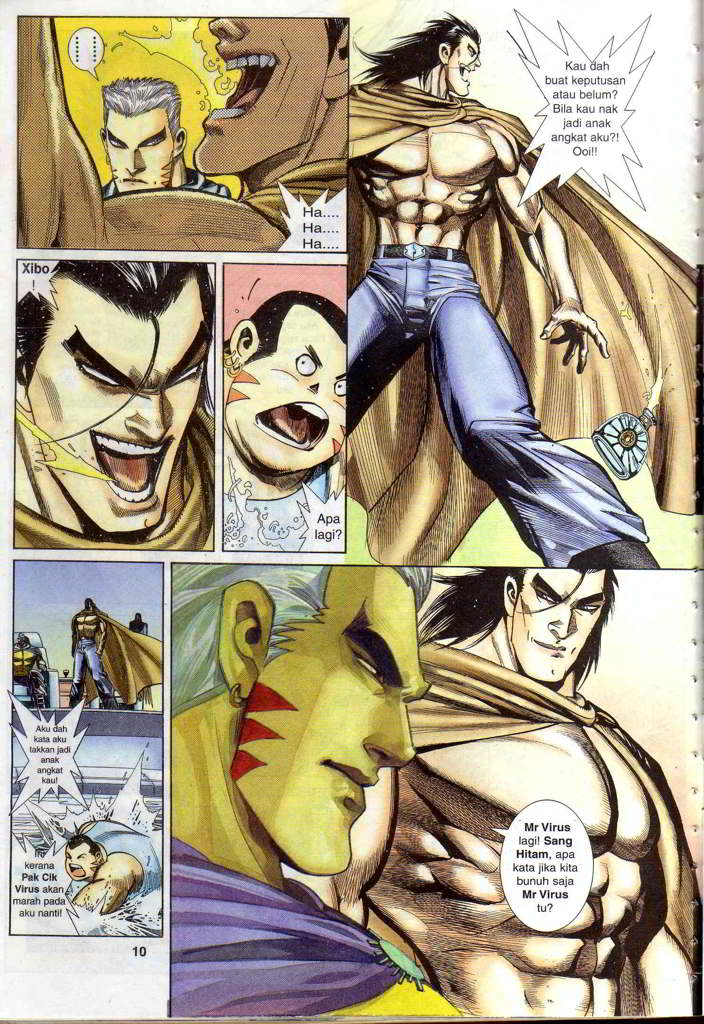 Ha....
Ha....
Ha....
Kau dah
buat keputusan
atau belum?
Bila kau nak
jadi anak
angkat aku?!
Ooi!!
Xibo
!
Apa
lagi?
Aku dah
kata aku
takkan jadi
anak
angkat
kau!
kerana
Pak Cik
Virus akan
marah pada
aku nanti!
Mr Virus
lagi! Sang
Hitam, apa
kata jika kita
bunuh saja
Mr Virus
tu?
10